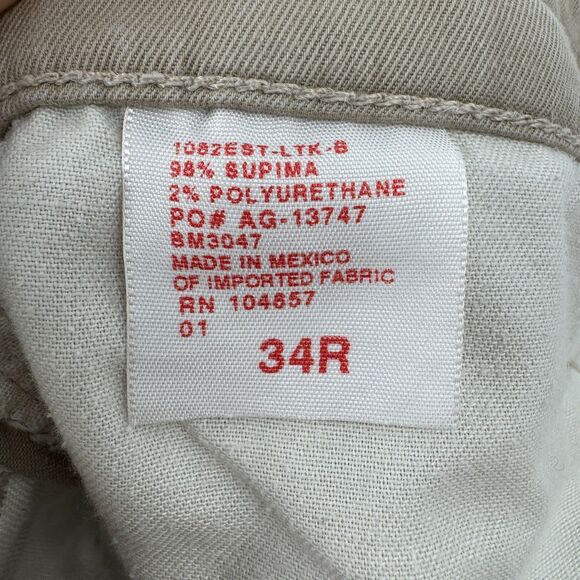 1082EST-LTK-B
98% SUPIMA
2% POLYURETHANE
PO# AG-13747
BM3047
MADE IN MEXICO
OF IMPORTED FABRIC
RN 104657
01
34R